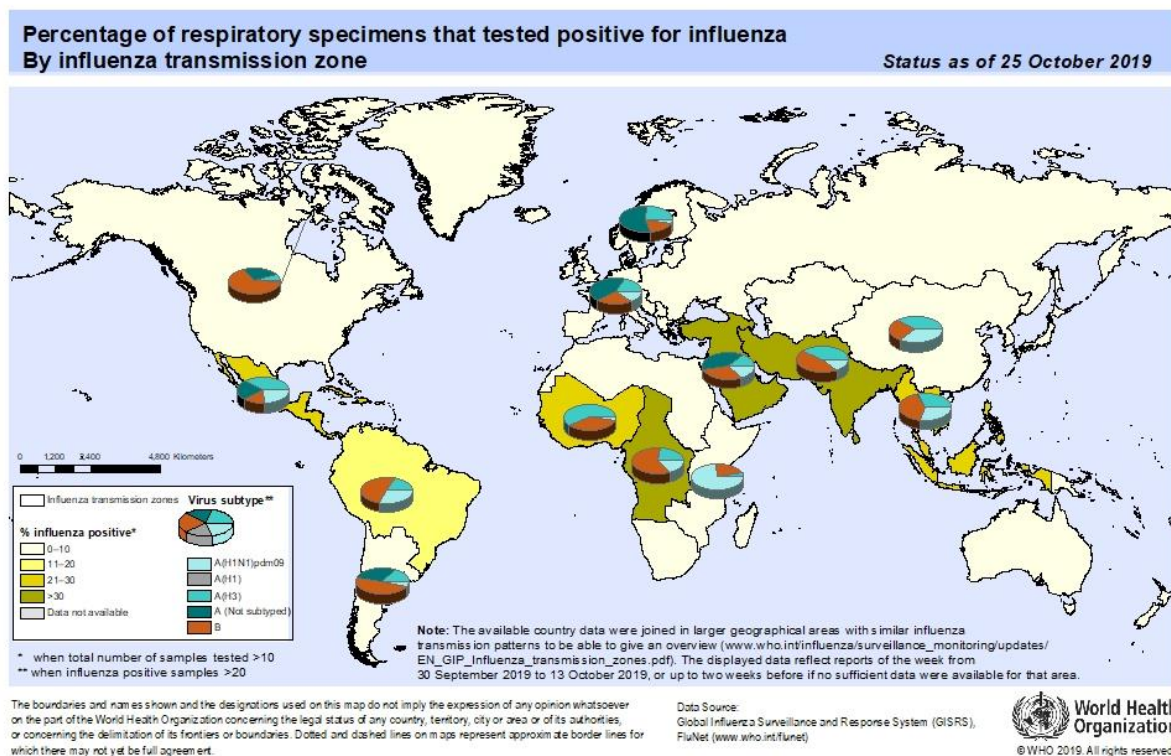 Percentage of respiratory specimens that tested positive for influenza
By influenza transmission zone
Status as of 25 October 2019
0 1,200 2,400 4,800 Kilometers
Influenza transmission zones
Virus subtype**
% influenza positive*
0–10
11–20
21–30
>30
Data not available
A(H1N1)pdm09
A(H1)
A(H3)
A (Not subtyped)
B
* when total number of samples tested >10
** when influenza positive samples >20
Note: The available country data were joined in larger geographical areas with similar influenza
transmission patterns to be able to give an overview (www.who.int/influenza/surveillance_monitoring/updates/
EN_GIP_Influenza_transmission_zones.pdf). The displayed data reflect reports of the week from
30 September 2019 to 13 October 2019, or up to two weeks before if no sufficient data were available for that area.
The boundaries and names shown and the designations used on this map do not imply the expression of any opinion whatsoever
on the part of the World Health Organization concerning the legal status of any country, territory, city or area or of its authorities,
or concerning the delimitation of its frontiers or boundaries. Dotted and dashed lines on maps represent approximate border lines for
which there may not yet be full agreement.
Data Source:
Global Influenza Surveillance and Response System (GISRS),
FluNet (www.who.int/flunet)
World Health
Organization
© WHO 2019. All rights reserved.